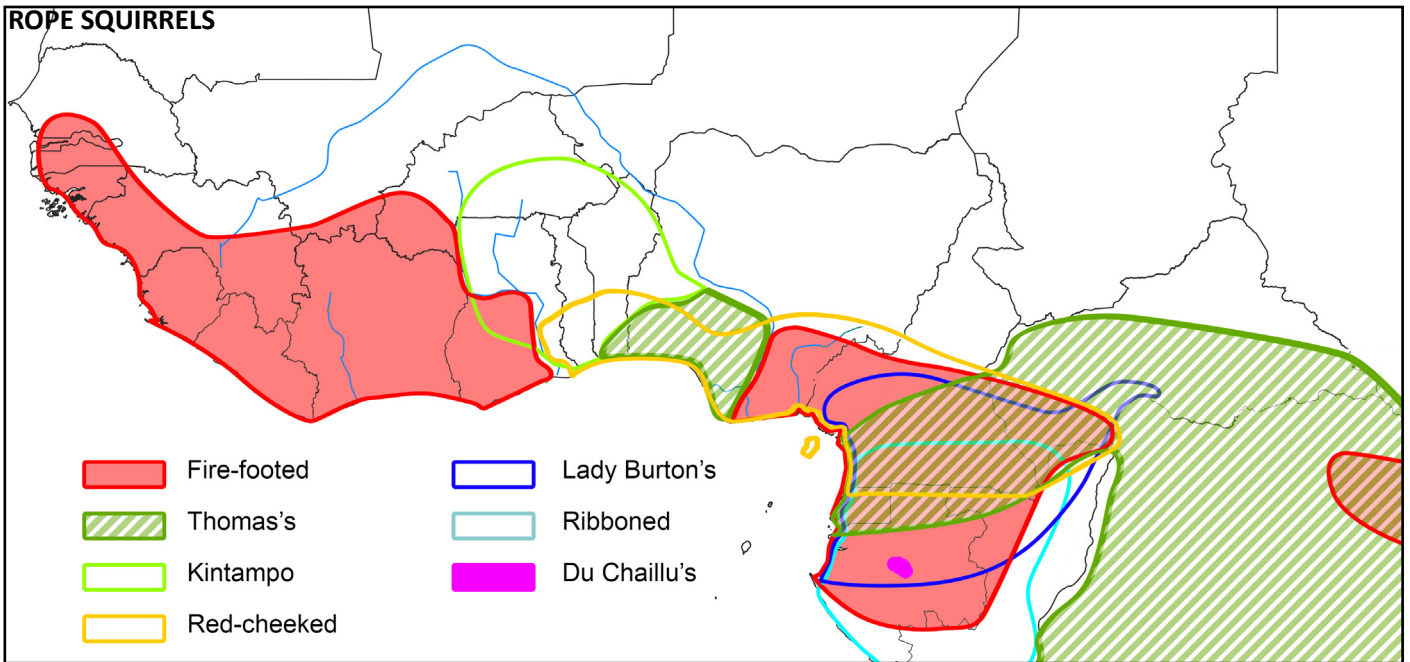 ROPE SQUIRRELS
Fire-footed
Thomas's
Kintampo
Red-cheeked
Lady Burton's
Ribboned
Du Chaillu's